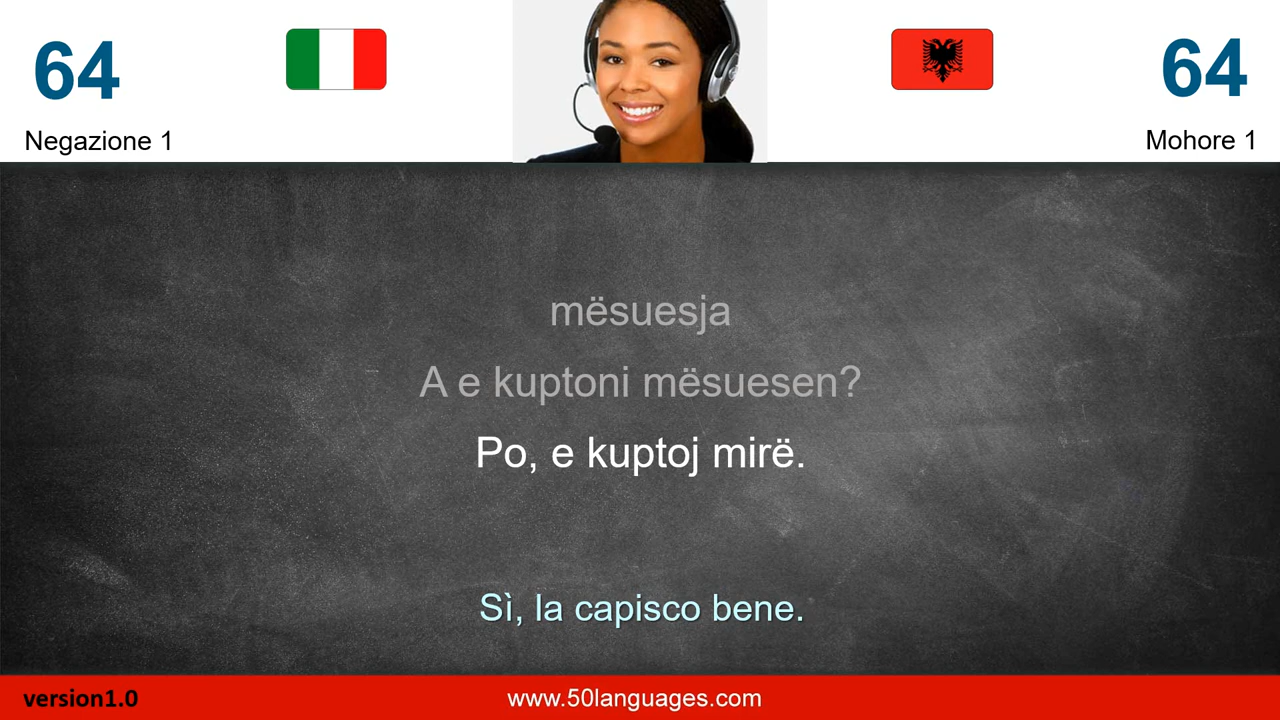 64
64
Negazione 1
Mohore 1
mësuesja
A e kuptoni mësuesen?
Po, e kuptoj mirë.
Sì, la capisco bene.
version1.0
www.50languages.com